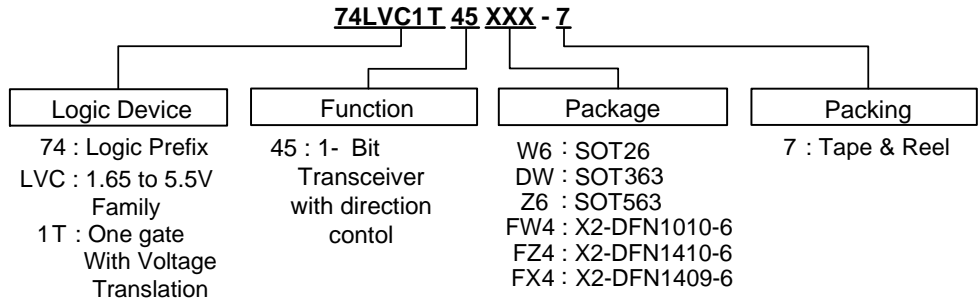 74LVC1T 45 XXX - 7
Logic Device
74 : Logic Prefix
LVC : 1.65 to 5.5V
Family
1T : One gate
With Voltage
Translation
Function
45 : 1- Bit
Transceiver
with direction
contol
Package
W6 : SOT26
DW : SOT363
Z6 : SOT563
FW4 : X2-DFN1010-6
FZ4 : X2-DFN1410-6
FX4 : X2-DFN1409-6
Packing
7 : Tape & Reel